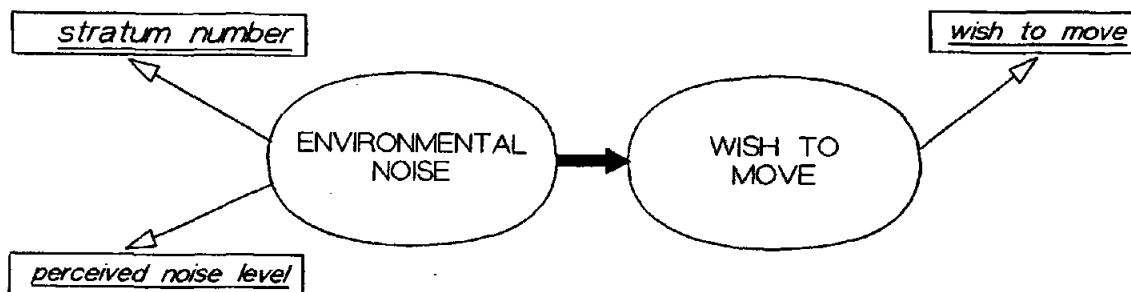 stratum number
wish to move
ENVIRONMENTAL
NOISE
WISH TO
MOVE
perceived noise level